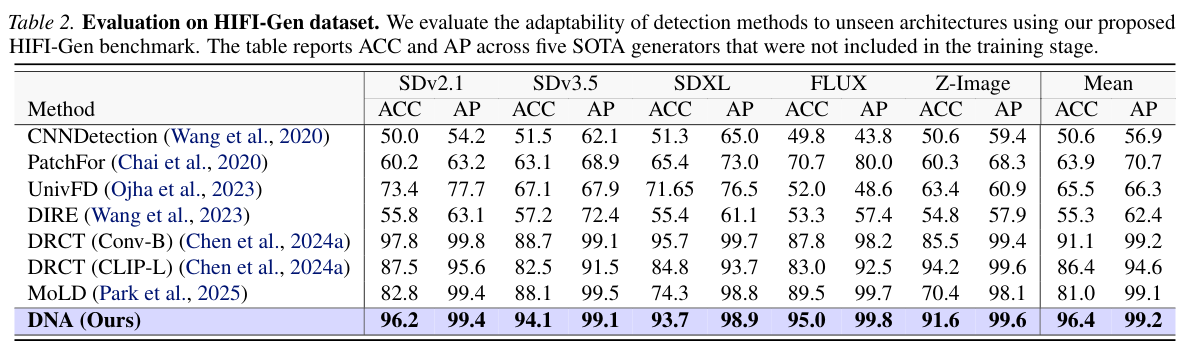 Table 2. Evaluation on HIFI-Gen dataset. We evaluate the adaptability of detection methods to unseen architectures using our proposed
HIFI-Gen benchmark. The table reports ACC and AP across five SOTA generators that were not included in the training stage.
SDv2.1 SDv3.5 SDXL FLUX Z-Image Mean
Method ACC AP ACC AP ACC AP ACC AP ACC AP ACC AP
CNNDetection (Wang et al., 2020) 50.0 54.2 51.5 62.1 51.3 65.0 49.8 43.8 50.6 59.4 50.6 56.9
PatchFor (Chai et al., 2020) 60.2 63.2 63.1 68.9 65.4 73.0 70.7 80.0 60.3 68.3 63.9 70.7
UnivFD (Ojha et al., 2023) 73.4 77.7 67.1 67.9 71.65 76.5 52.0 48.6 63.4 60.9 65.5 66.3
DIRE (Wang et al., 2023) 55.8 63.1 57.2 72.4 55.4 61.1 53.3 57.4 54.8 57.9 55.3 62.4
DRCT (Conv-B) (Chen et al., 2024a) 97.8 99.8 88.7 99.1 95.7 99.7 87.8 98.2 85.5 99.4 91.1 99.2
DRCT (CLIP-L) (Chen et al., 2024a) 87.5 95.6 82.5 91.5 84.8 93.7 83.0 92.5 94.2 99.6 86.4 94.6
MoLD (Park et al., 2025) 82.8 99.4 88.1 99.5 74.3 98.8 89.5 99.7 70.4 98.1 81.0 99.1
DNA (Ours) 96.2 99.4 94.1 99.1 93.7 98.9 95.0 99.8 91.6 99.6 96.4 99.2